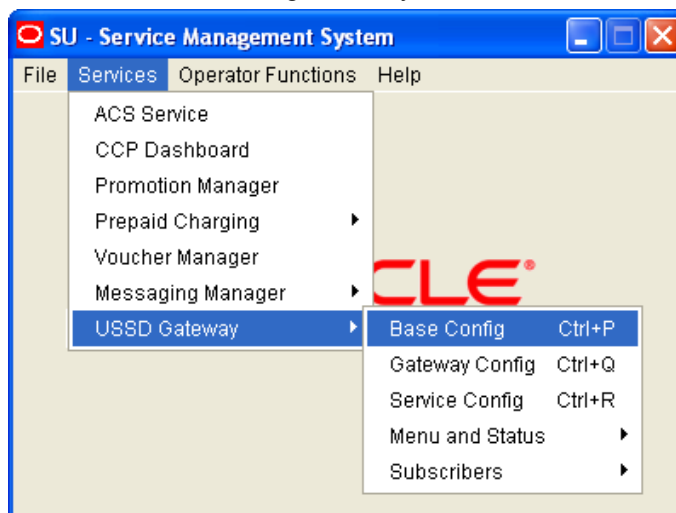 SU - Service Management System
File Services Operator Functions Help
ACS Service
CCP Dashboard
Promotion Manager
Prepaid Charging
Voucher Manager
Messaging Manager
CLE®
USSD Gateway
Base Config Ctrl+P
Gateway Config Ctrl+Q
Service Config Ctrl+R
Menu and Status
Subscribers